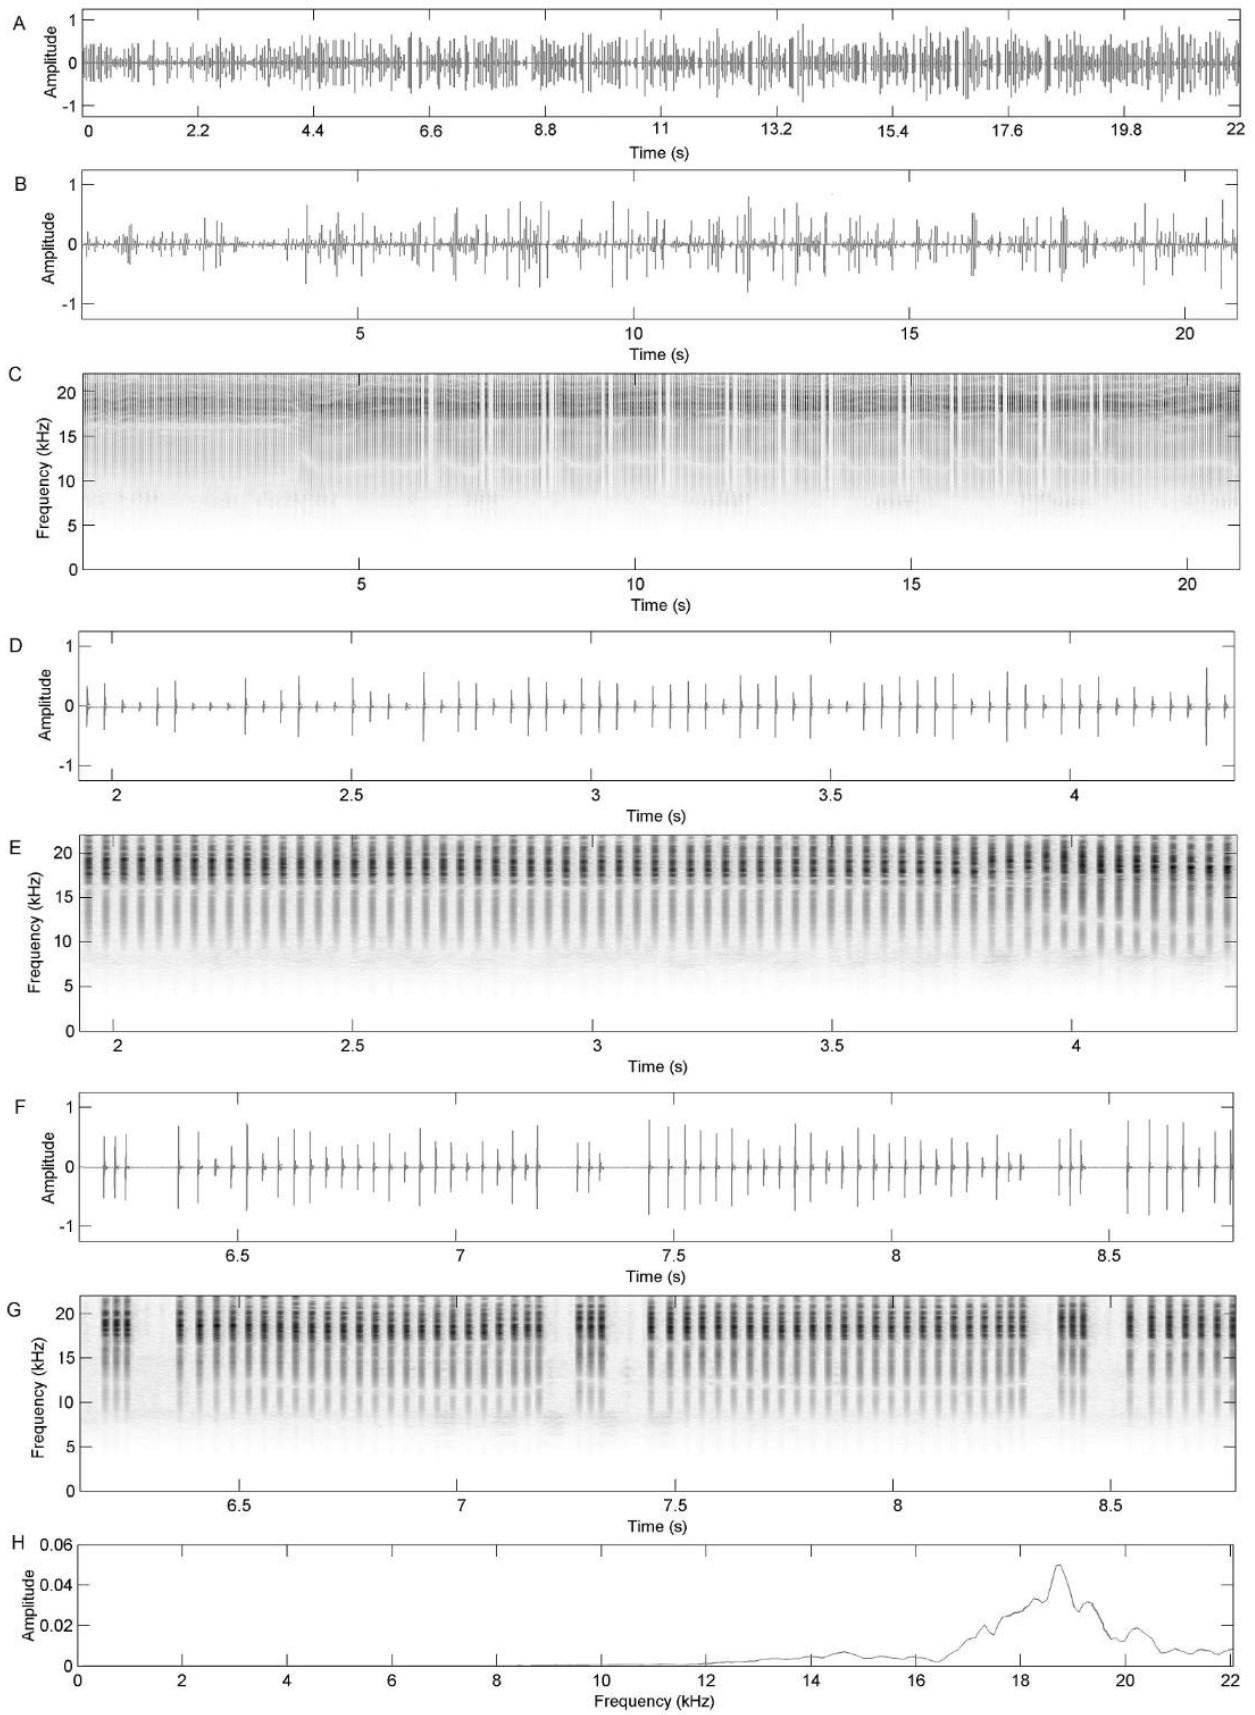 A
Amplitude
1
0
-1
0 2.2 4.4 6.6 8.8 11 13.2 15.4 17.6 19.8 22
Time (s)
B
Amplitude
1
0
-1
5 10 15 20
Time (s)
C
Frequency (kHz)
20
15
10
5
0
5 10 15 20
Time (s)
D
Amplitude
1
0
-1
2 2.5 3 3.5 4
Time (s)
E
Frequency (kHz)
20
15
10
5
0
2 2.5 3 3.5 4
Time (s)
F
Amplitude
1
0
-1
6.5 7 7.5 8 8.5
Time (s)
G
Frequency (kHz)
20
15
10
5
0
6.5 7 7.5 8 8.5
Time (s)
H
Amplitude
0.06
0.04
0.02
0
0 2 4 6 8 10 12 14 16 18 20 22
Frequency (kHz)